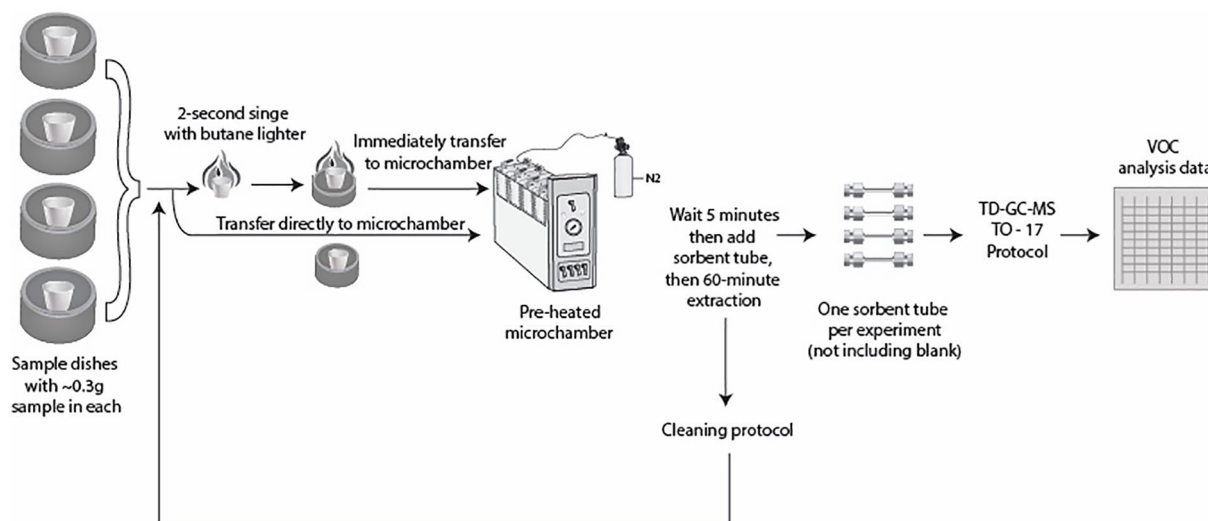 2-second singe
with butane lighter
Immediately transfer
to microchamber
Transfer directly to microchamber
N2
Pre-heated
microchamber
Sample dishes
with ~0.3g
sample in each
Wait 5 minutes
then add
sorbent tube,
then 60-minute
extraction
Cleaning protocol
One sorbent tube
per experiment
(not including blank)
TD-GC-MS
TO - 17
Protocol
VOC
analysis data